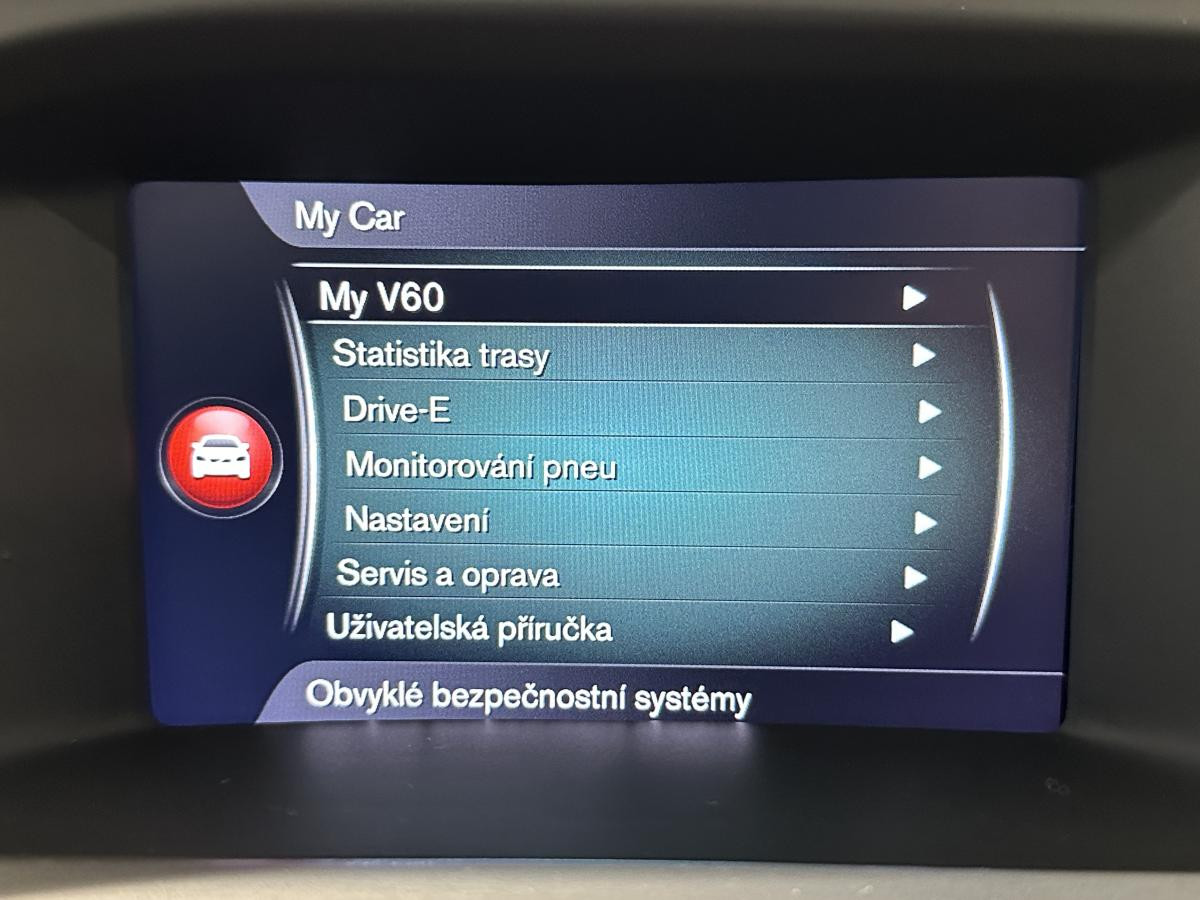 My Car
My V60
Statistika trasy
Drive-E
Monitorování pneu
Nastavení
Servis a oprava
Uživatelská příručka
Obvyklé bezpečnostní systémy